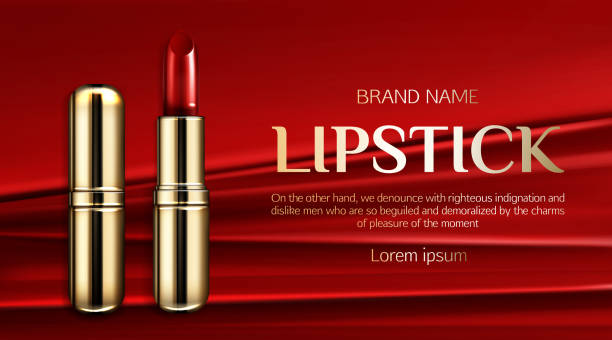 BRAND NAME
LIPSTICK
On the other hand, we denounce with righteous indignation and
dislike men who are so beguiled and demoralized by the charms
of pleasure of the moment
Lorem ipsum